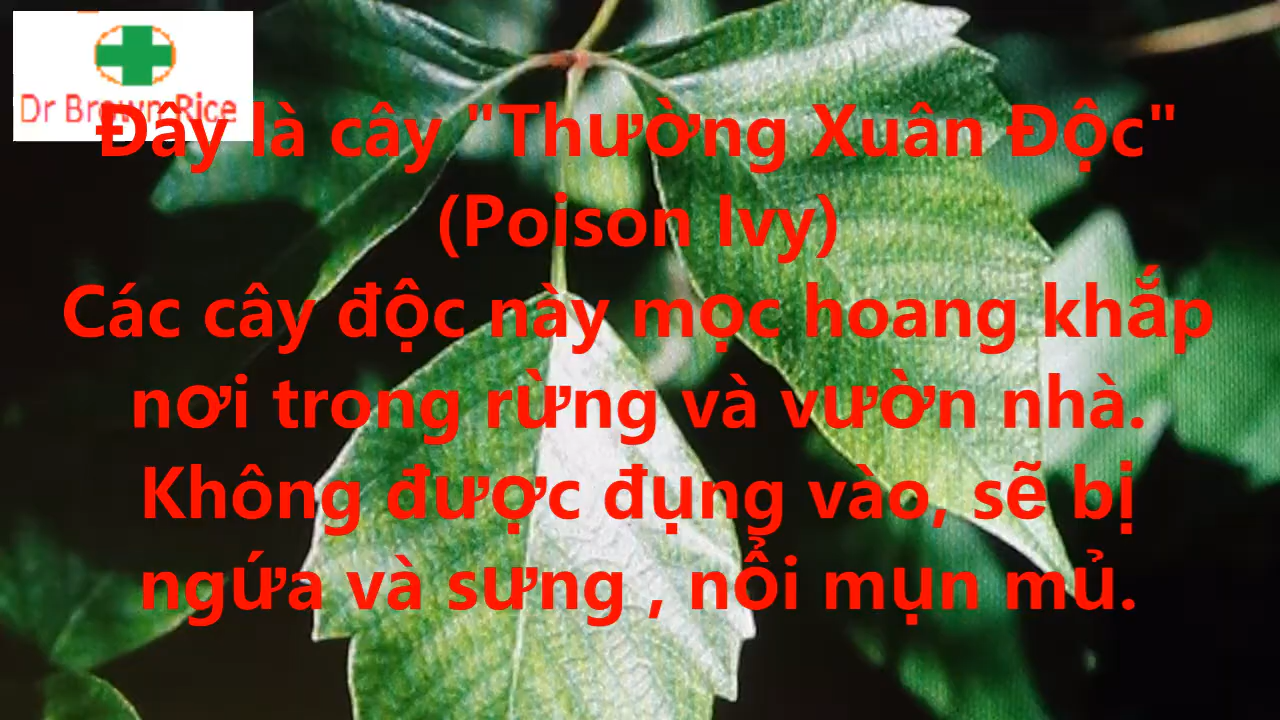 Dr Brown Rice
Đây là cây "Thường Xuân Độc"
(Poison Ivy)
Các cây độc này mọc hoang khắp
nơi trong rừng và vườn nhà.
Không được đụng vào, sẽ bị
ngứa và sưng , nổi mụn mủ.